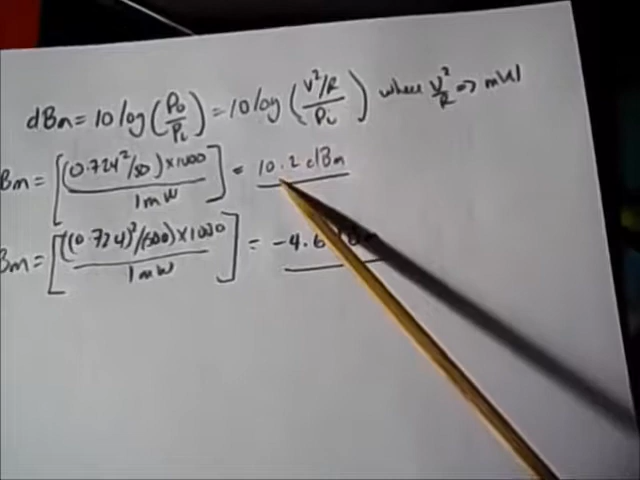 dBm = 10 log (Po/Pi) = 10 log (V²/R / Pi) where V²/R => mW
Bm = [(0.724²/50) x 1000 / 1mW] = 10.2 dBm
Bm = [((0.724)²/(600) x 1000 / 1mW] = -4.6